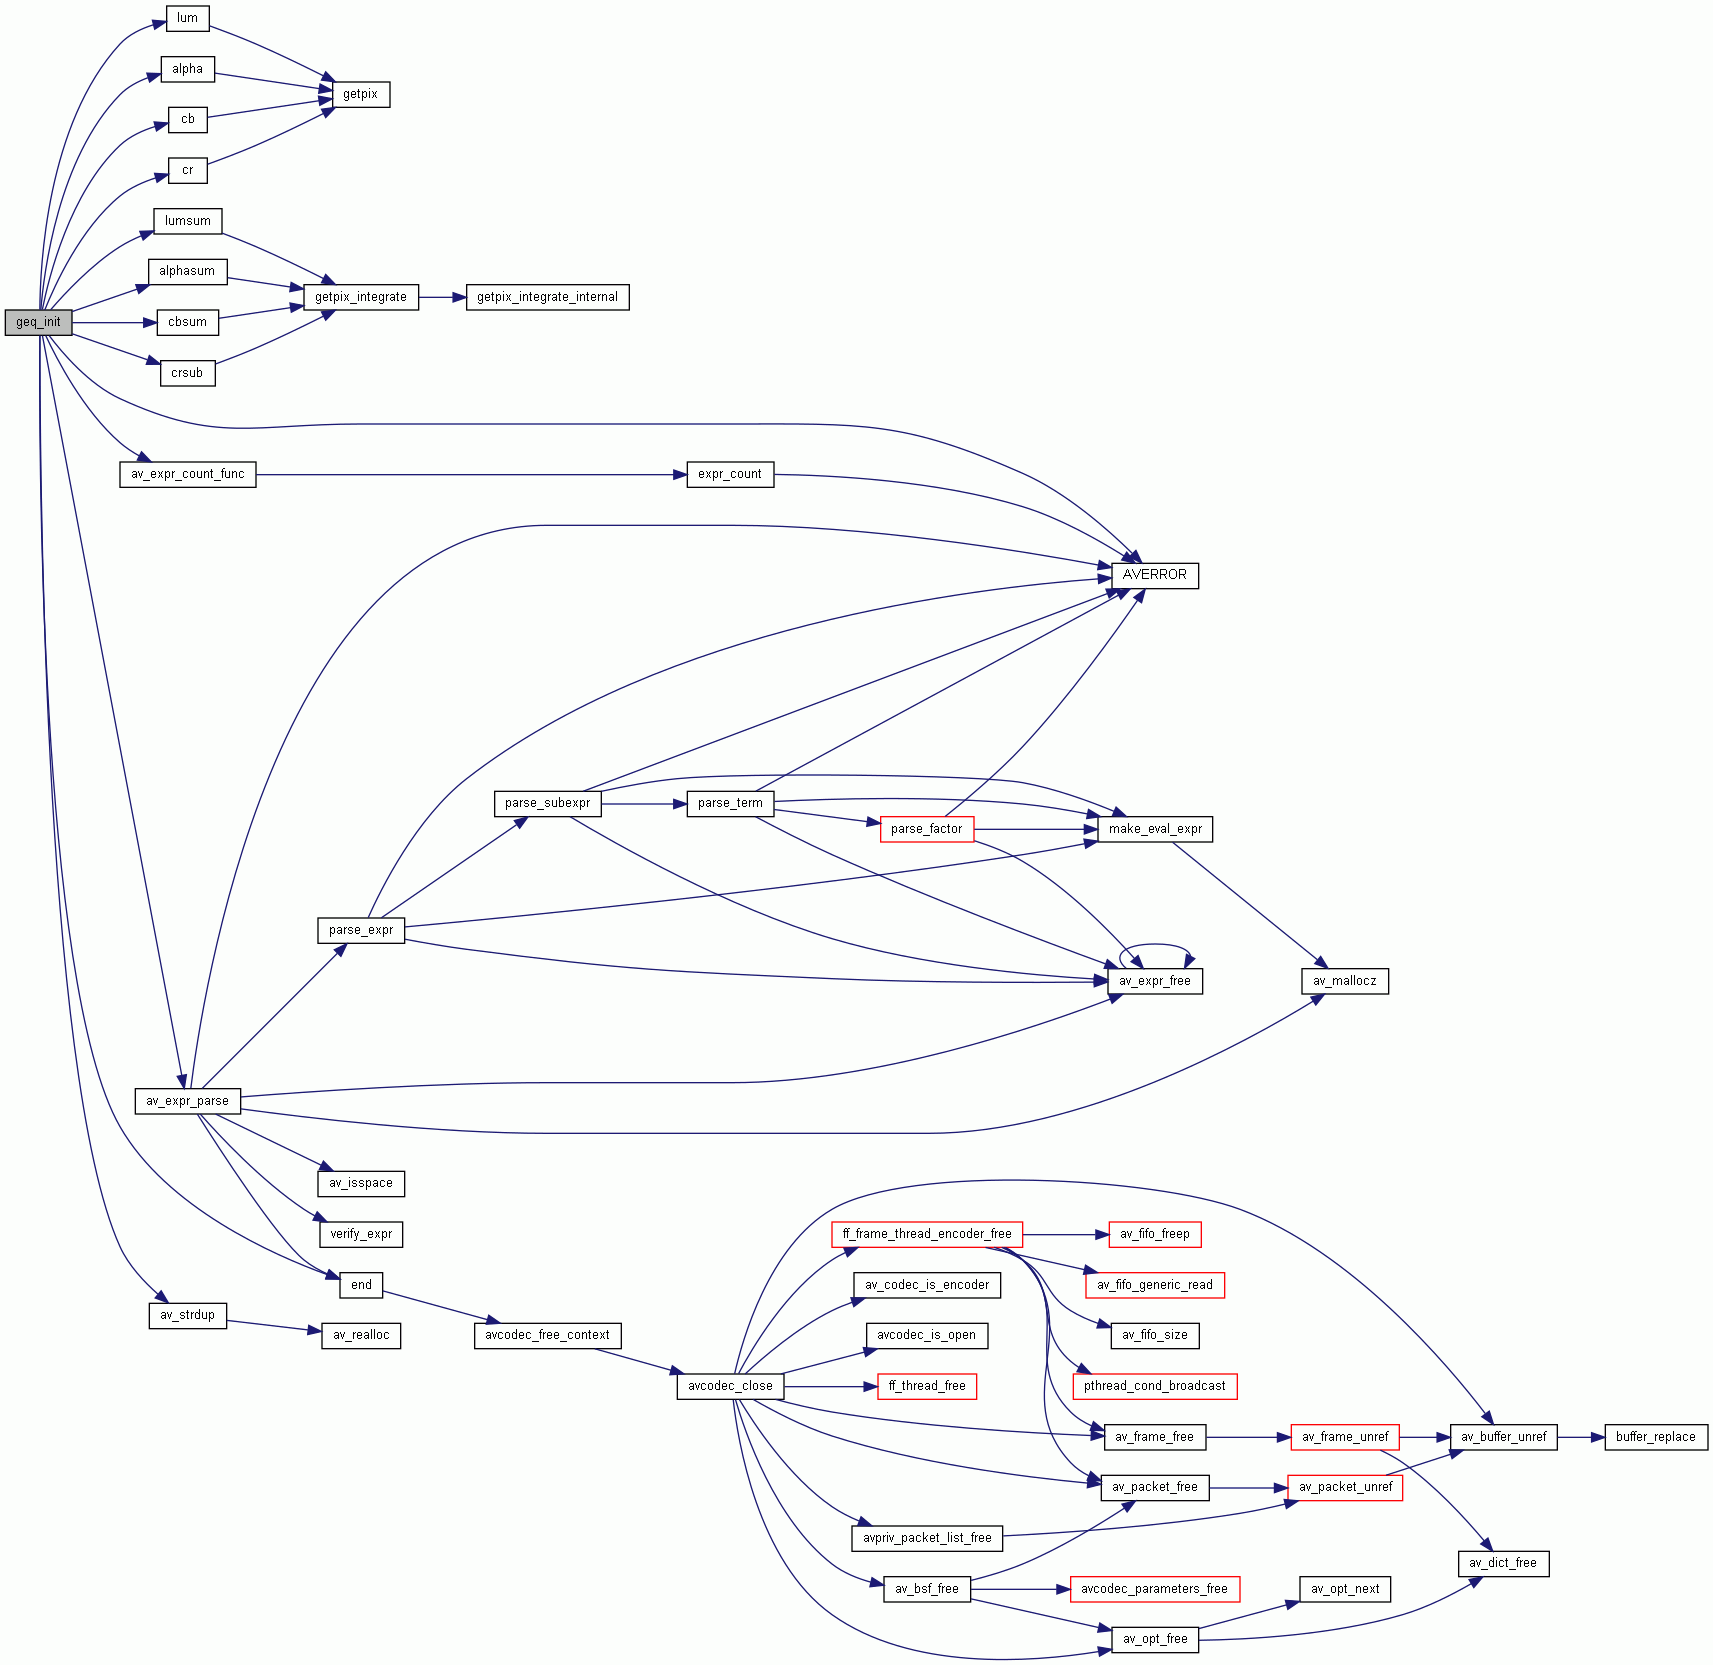 lum
alpha
getpix
cb
cr
lumsum
alphasum
getpix_integrate
getpix_integrate_internal
geq_init
cbsum
crsub
av_expr_count_func
expr_count
AVERROR
parse_subexpr
parse_term
parse_factor
make_eval_expr
parse_expr
av_expr_free
av_mallocz
av_expr_parse
av_isspace
verify_expr
ff_frame_thread_encoder_free
av_fifo_freep
end
av_codec_is_encoder
av_fifo_generic_read
av_strdup
av_realloc
avcodec_free_context
avcodec_is_open
av_fifo_size
avcodec_close
ff_thread_free
pthread_cond_broadcast
av_frame_free
av_frame_unref
av_buffer_unref
buffer_replace
av_packet_free
av_packet_unref
avpriv_packet_list_free
av_dict_free
av_bsf_free
avcodec_parameters_free
av_opt_next
av_opt_free